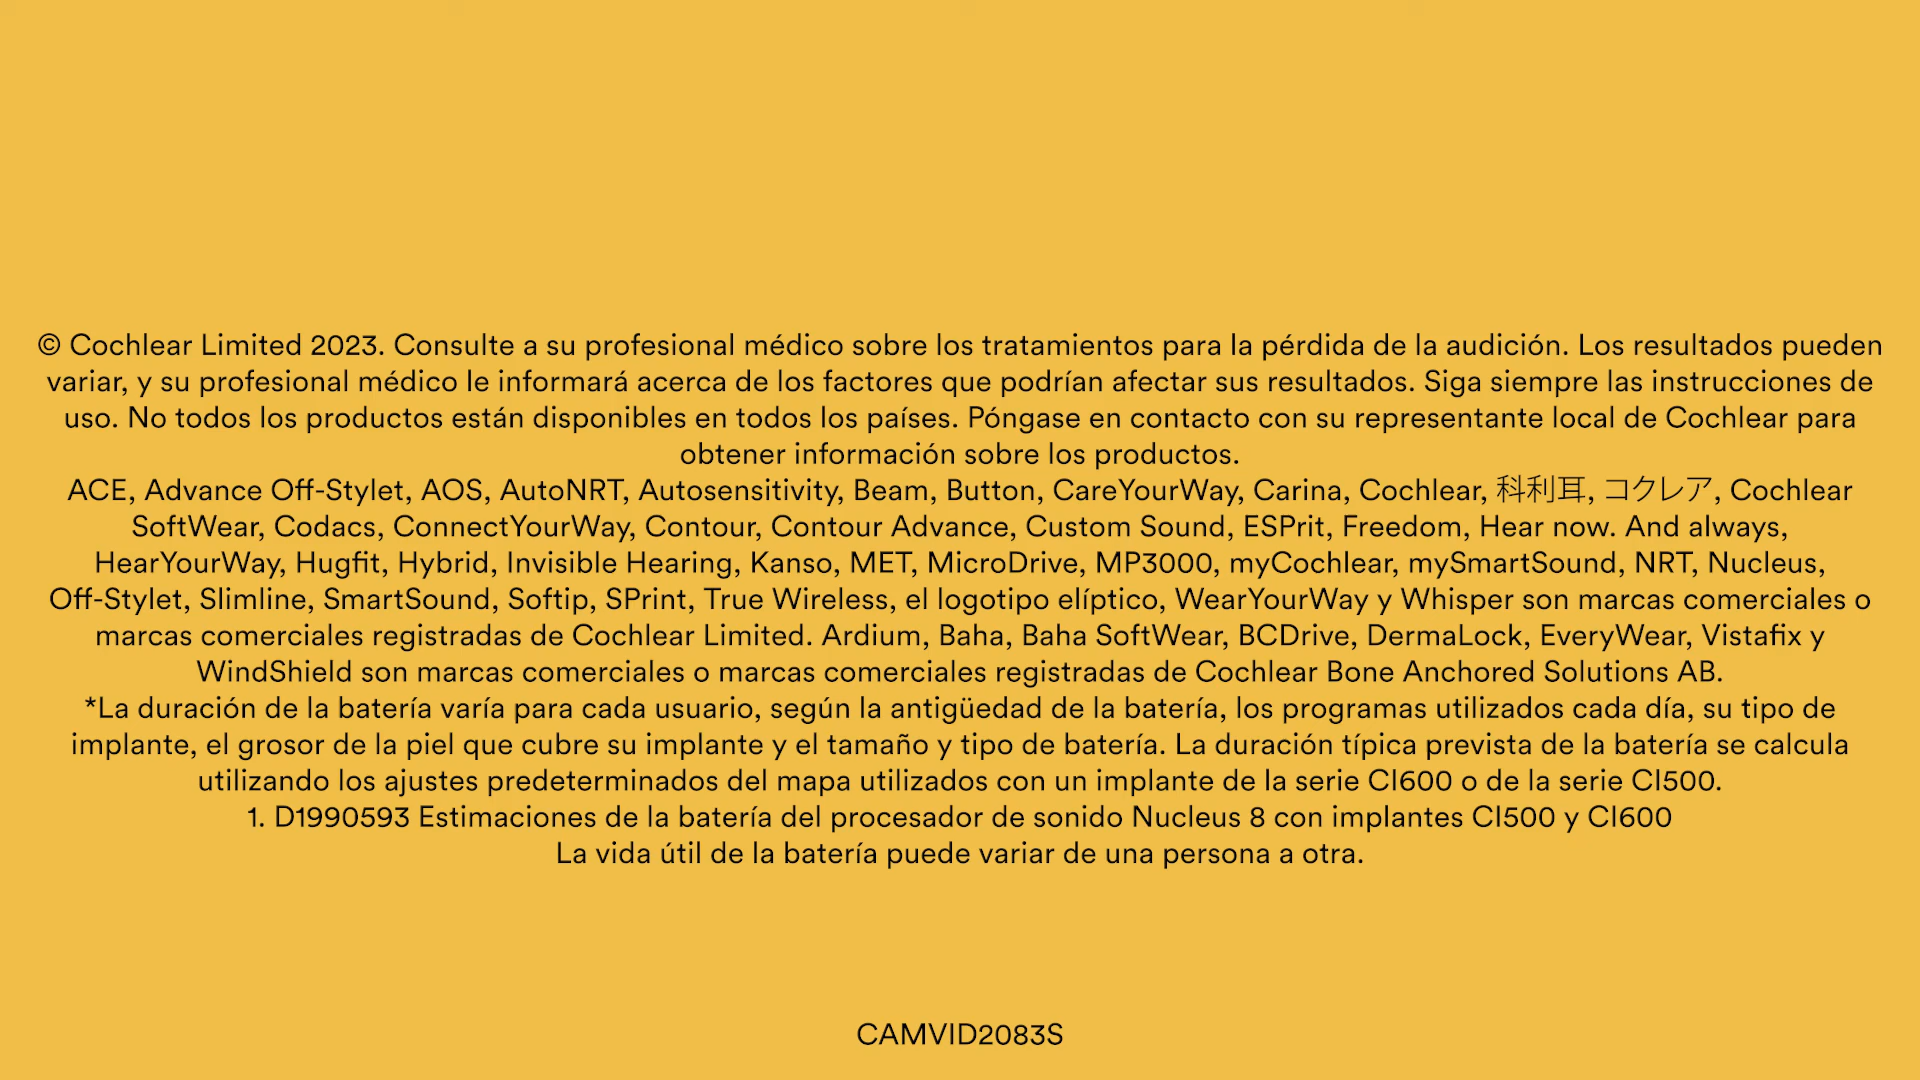 © Cochlear Limited 2023. Consulte a su profesional médico sobre los tratamientos para la pérdida de la audición. Los resultados pueden
variar, y su profesional médico le informará acerca de los factores que podrían afectar sus resultados. Siga siempre las instrucciones de
uso. No todos los productos están disponibles en todos los países. Póngase en contacto con su representante local de Cochlear para
obtener información sobre los productos.
ACE, Advance Off-Stylet, AOS, AutoNRT, Autosensitivity, Beam, Button, CareYourWay, Carina, Cochlear, 科利耳, コクレア, Cochlear
SoftWear, Codacs, ConnectYourWay, Contour, Contour Advance, Custom Sound, ESPrit, Freedom, Hear now. And always,
HearYourWay, Hugfit, Hybrid, Invisible Hearing, Kanso, MET, MicroDrive, MP3000, myCochlear, mySmartSound, NRT, Nucleus,
Off-Stylet, Slimline, SmartSound, Softip, SPrint, True Wireless, el logotipo elíptico, WearYourWay y Whisper son marcas comerciales o
marcas comerciales registradas de Cochlear Limited. Ardium, Baha, Baha SoftWear, BCDrive, DermaLock, EveryWear, Vistafix y
WindShield son marcas comerciales o marcas comerciales registradas de Cochlear Bone Anchored Solutions AB.
*La duración de la batería varía para cada usuario, según la antigüedad de la batería, los programas utilizados cada día, su tipo de
implante, el grosor de la piel que cubre su implante y el tamaño y tipo de batería. La duración típica prevista de la batería se calcula
utilizando los ajustes predeterminados del mapa utilizados con un implante de la serie CI600 o de la serie CI500.
1. D1990593 Estimaciones de la batería del procesador de sonido Nucleus 8 con implantes CI500 y CI600
La vida útil de la batería puede variar de una persona a otra.
CAMVID2083S